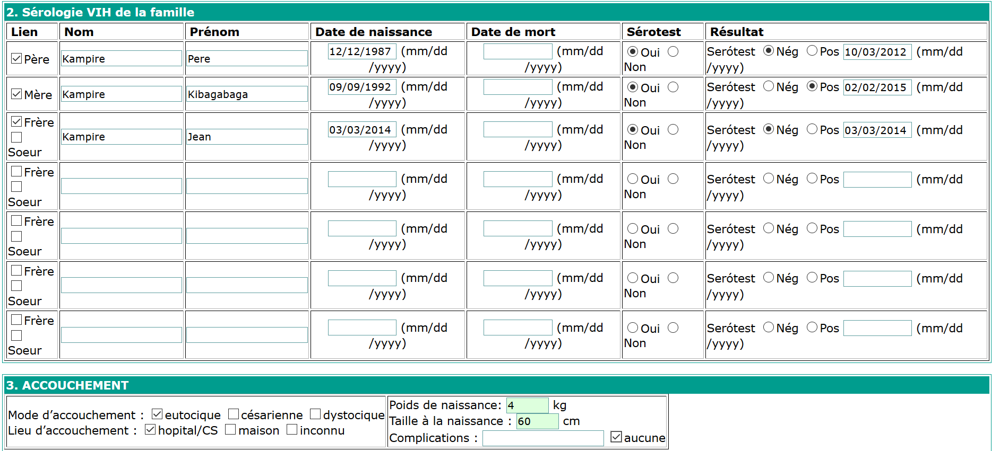 2. Sérologie VIH de la famille
Lien Nom Prénom Date de naissance Date de mort Sérotest Résultat
Père Kampire Pere 12/12/1987 (mm/dd /yyyy) (mm/dd /yyyy) Oui Non Serótest Nég Pos 10/03/2012 (mm/dd /yyyy)
Mère Kampire Kibagabaga 09/09/1992 (mm/dd /yyyy) (mm/dd /yyyy) Oui Non Serótest Nég Pos 02/02/2015 (mm/dd /yyyy)
Frère Soeur Kampire Jean 03/03/2014 (mm/dd /yyyy) (mm/dd /yyyy) Oui Non Serótest Nég Pos 03/03/2014 (mm/dd /yyyy)
Frère Soeur (mm/dd /yyyy) (mm/dd /yyyy) Oui Non Serótest Nég Pos (mm/dd /yyyy)
Frère Soeur (mm/dd /yyyy) (mm/dd /yyyy) Oui Non Serótest Nég Pos (mm/dd /yyyy)
Frère Soeur (mm/dd /yyyy) (mm/dd /yyyy) Oui Non Serótest Nég Pos (mm/dd /yyyy)
Frère Soeur (mm/dd /yyyy) (mm/dd /yyyy) Oui Non Serótest Nég Pos (mm/dd /yyyy)
3. ACCOUCHEMENT
Mode d’accouchement : eutocique césarienne dystocique
Lieu d’accouchement : hopital/CS maison inconnu
Poids de naissance: 4 kg
Taille à la naissance : 60 cm
Complications : aucune